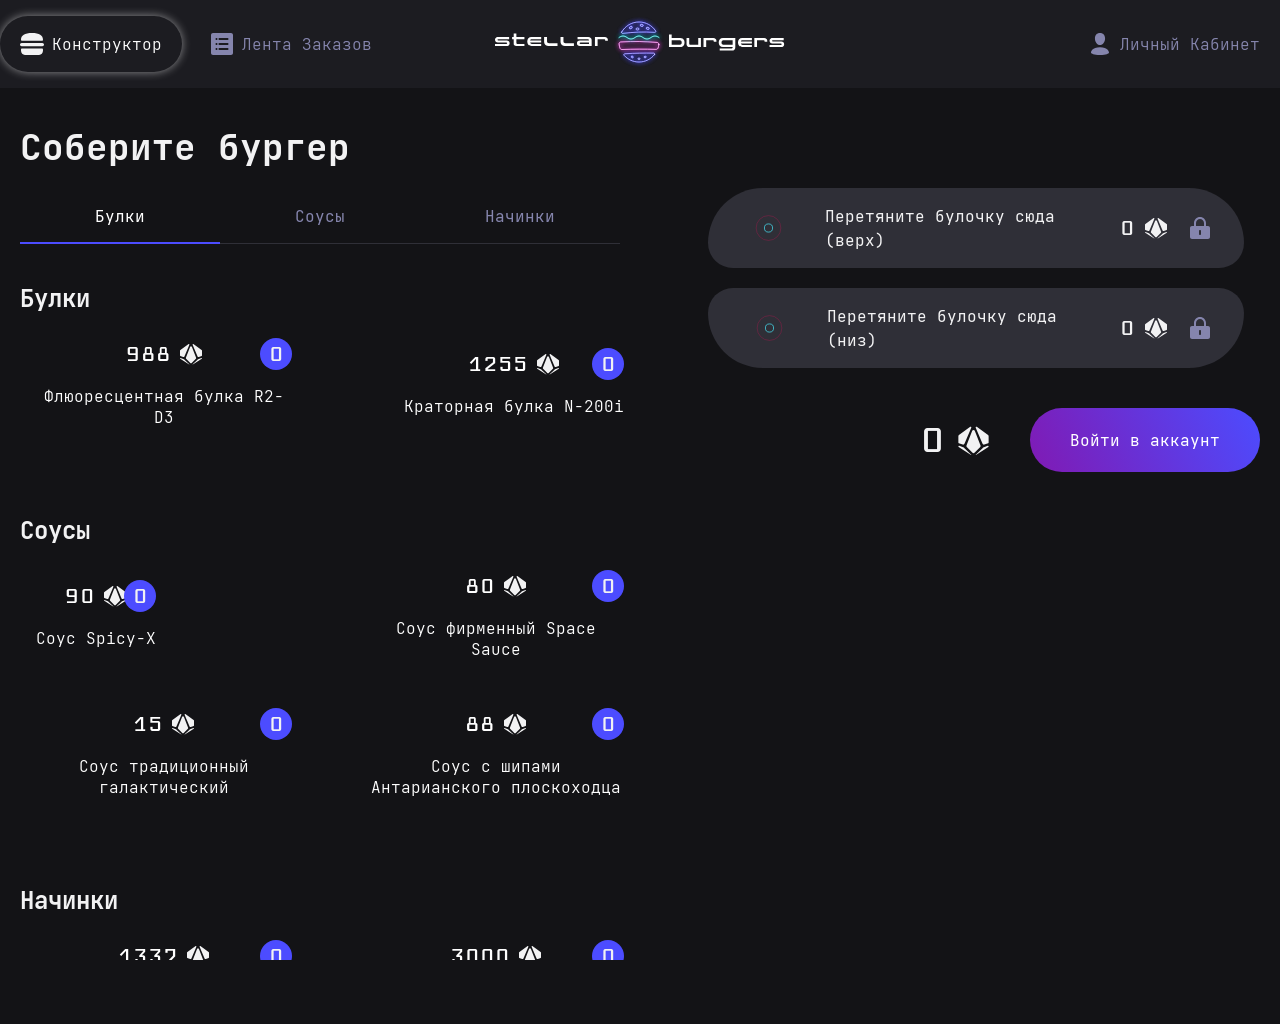 Конструктор
Лента Заказов
stellar burgers
Личный Кабинет
Соберите бургер
Булки
Соусы
Начинки
Перетяните булочку сюда
(верх)
0
Перетяните булочку сюда
(низ)
0
0
Войти в аккаунт
Булки
988
0
Флюоресцентная булка R2-
D3
1255
0
Краторная булка N-200i
Соусы
90
0
Соус Spicy-X
80
0
Соус фирменный Space
Sauce
15
0
Соус традиционный
галактический
88
0
Соус с шипами
Антарианского плоскоходца
Начинки
1337
0
3000
0